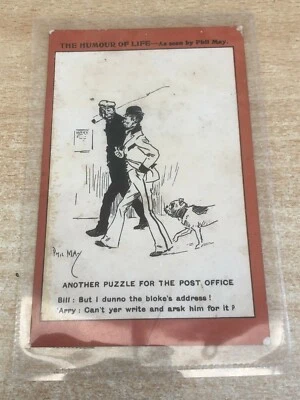 THE HUMOUR OF LIFE—As seen by Phil May.
PHIL MAY
ANOTHER PUZZLE FOR THE POST OFFICE
Bill: But I dunno the bloke's address!
'Arry: Can't yer write and arsk him for it?